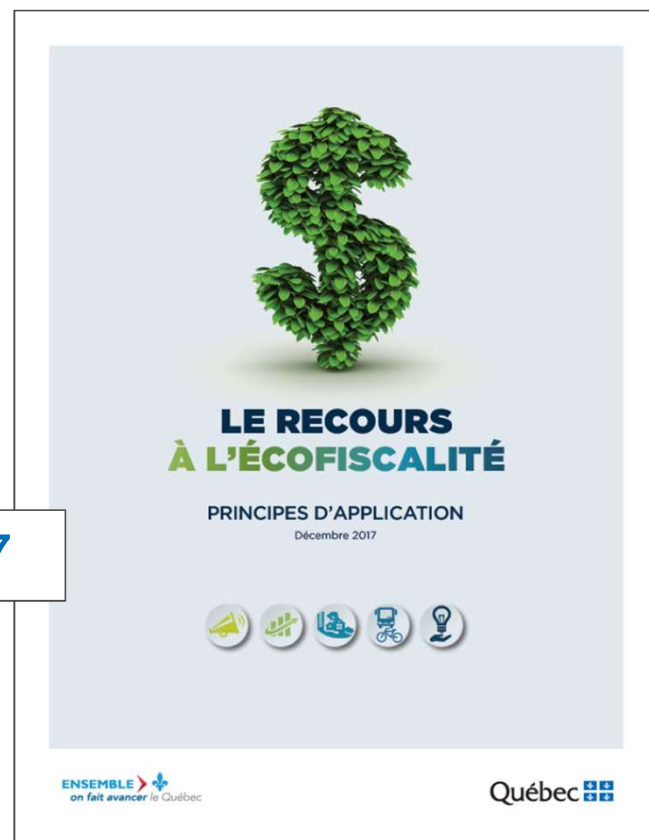 LE RECOURS
À L’ÉCOFISCALITÉ
PRINCIPES D’APPLICATION
Décembre 2017
7
ENSEMBLE
on fait avancer le Québec
Québec